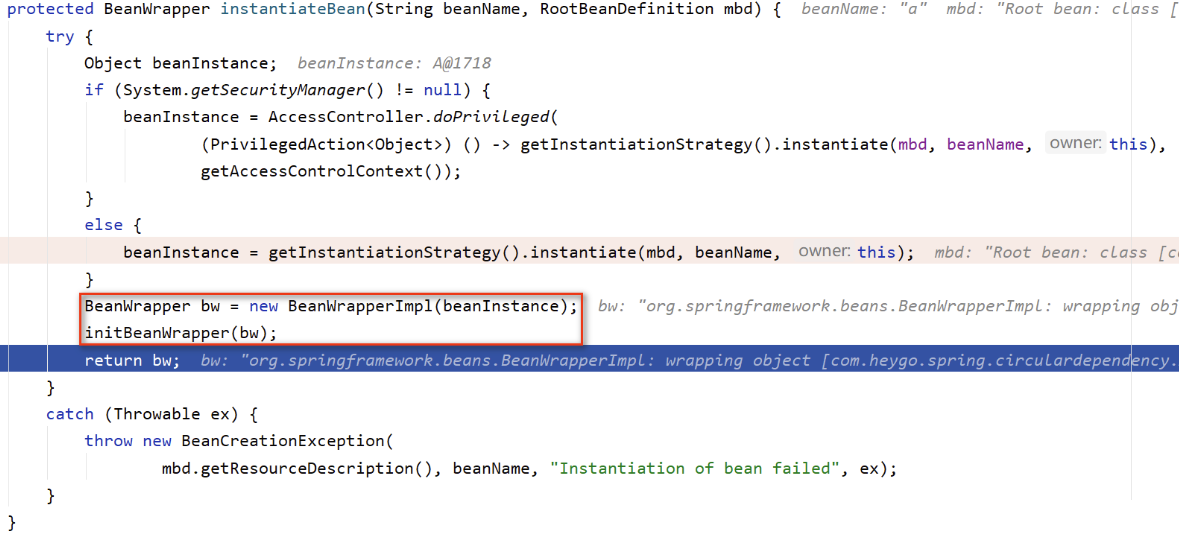 protected BeanWrapper instantiateBean(String beanName, RootBeanDefinition mbd) {  beanName: "a"  mbd: "Root bean: class [
    try {
        Object beanInstance;  beanInstance: A@1718
        if (System.getSecurityManager() != null) {
            beanInstance = AccessController.doPrivileged(
                    (PrivilegedAction<Object>) () -> getInstantiationStrategy().instantiate(mbd, beanName,  owner: this),
                    getAccessControlContext());
        }
        else {
            beanInstance = getInstantiationStrategy().instantiate(mbd, beanName,  owner: this);  mbd: "Root bean: class [c
        }
        BeanWrapper bw = new BeanWrapperImpl(beanInstance);  bw: "org.springframework.beans.BeanWrapperImpl: wrapping obj
        initBeanWrapper(bw);
        return bw;  bw: "org.springframework.beans.BeanWrapperImpl: wrapping object [com.heygo.spring.circulardependency.
    }
    catch (Throwable ex) {
        throw new BeanCreationException(
                mbd.getResourceDescription(), beanName, "Instantiation of bean failed", ex);
    }
}